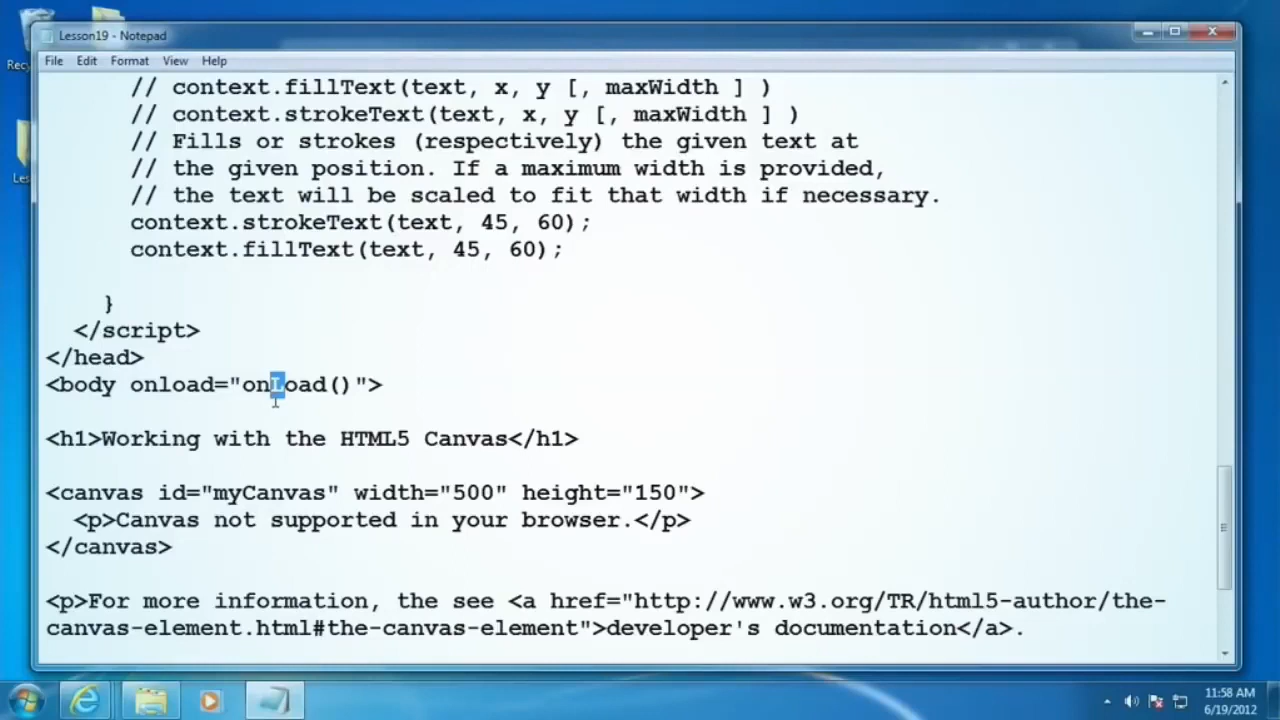 Lesson19 - Notepad
File Edit Format View Help
// context.fillText(text, x, y [, maxWidth ] )
// context.strokeText(text, x, y [, maxWidth ] )
// Fills or strokes (respectively) the given text at
// the given position. If a maximum width is provided,
// the text will be scaled to fit that width if necessary.
context.strokeText(text, 45, 60);
context.fillText(text, 45, 60);
}
</script>
</head>
<body onload="onLoad()">
<h1>Working with the HTML5 Canvas</h1>
<canvas id="myCanvas" width="500" height="150">
<p>Canvas not supported in your browser.</p>
</canvas>
<p>For more information, the see <a href="http://www.w3.org/TR/html5-author/the-
canvas-element.html#the-canvas-element">developer's documentation</a>.
11:58 AM
6/19/2012